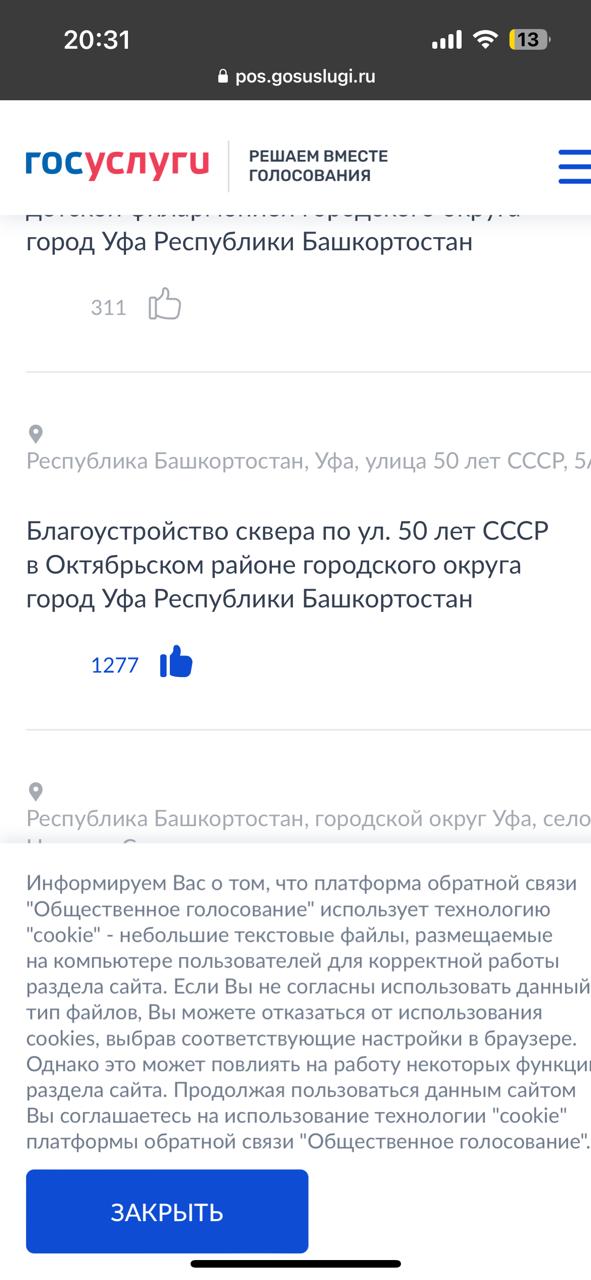 20:31
13
pos.gosuslugi.ru
госуслуги
РЕШАЕМ ВМЕСТЕ
ГОЛОСОВАНИЯ
детской филармонией городского округа
город Уфа Республики Башкортостан
311
Республика Башкортостан, Уфа, улица 50 лет СССР, 5
Благоустройство сквера по ул. 50 лет СССР
в Октябрьском районе городского округа
город Уфа Республики Башкортостан
1277
Республика Башкортостан, городской округ Уфа, село
Информируем Вас о том, что платформа обратной связи
"Общественное голосование" использует технологию
"cookie" - небольшие текстовые файлы, размещаемые
на компьютере пользователей для корректной работы
раздела сайта. Если Вы не согласны использовать данный
тип файлов, Вы можете отказаться от использования
cookies, выбрав соответствующие настройки в браузере.
Однако это может повлиять на работу некоторых функци
раздела сайта. Продолжая пользоваться данным сайтом
Вы соглашаетесь на использование технологии "cookie"
платформы обратной связи "Общественное голосование".
ЗАКРЫТЬ